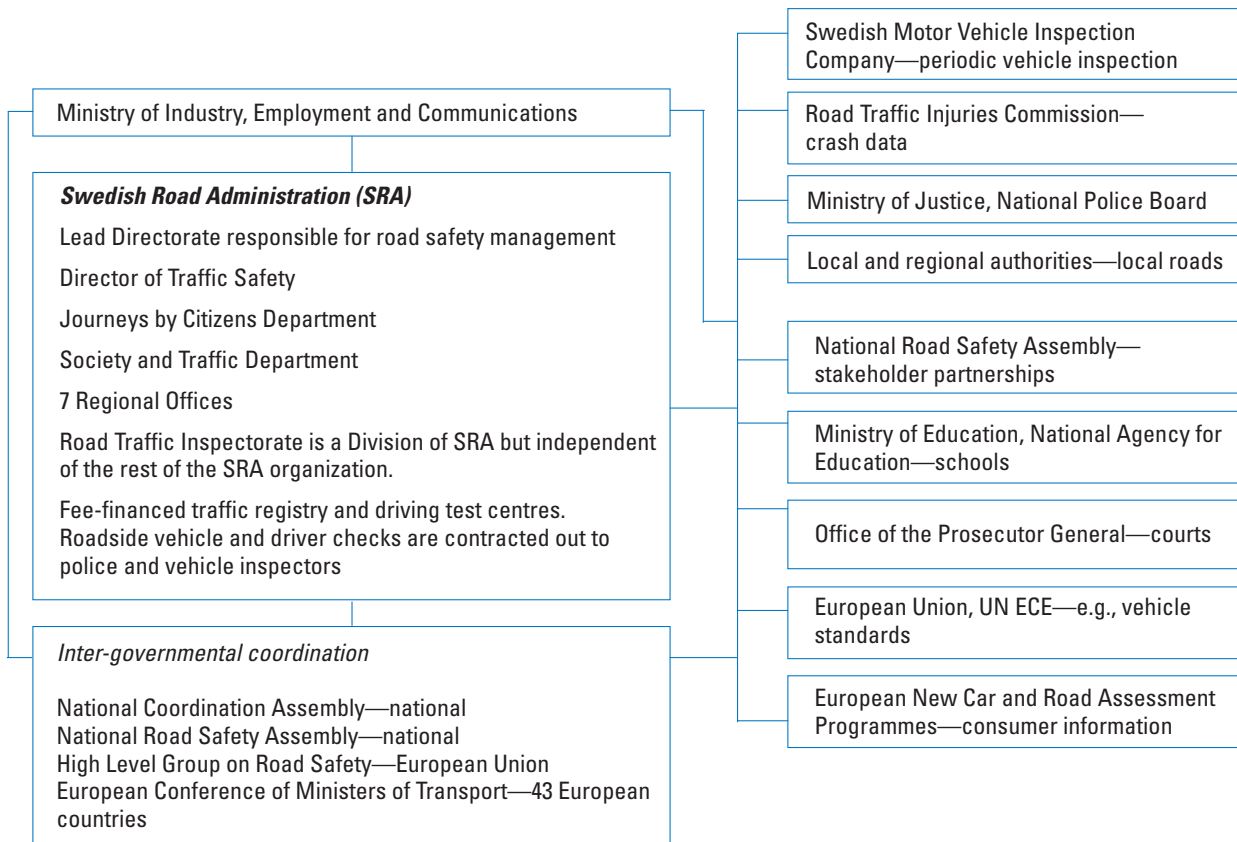 Ministry of Industry, Employment and Communications
Swedish Road Administration (SRA)
Lead Directorate responsible for road safety management
Director of Traffic Safety
Journeys by Citizens Department
Society and Traffic Department
7 Regional Offices
Road Traffic Inspectorate is a Division of SRA but independent
of the rest of the SRA organization.
Fee-financed traffic registry and driving test centres.
Roadside vehicle and driver checks are contracted out to
police and vehicle inspectors
Inter-governmental coordination
National Coordination Assembly—national
National Road Safety Assembly—national
High Level Group on Road Safety—European Union
European Conference of Ministers of Transport—43 European
countries
Swedish Motor Vehicle Inspection
Company—periodic vehicle inspection
Road Traffic Injuries Commission—
crash data
Ministry of Justice, National Police Board
Local and regional authorities—local roads
National Road Safety Assembly—
stakeholder partnerships
Ministry of Education, National Agency for
Education—schools
Office of the Prosecutor General—courts
European Union, UN ECE—e.g., vehicle
standards
European New Car and Road Assessment
Programmes—consumer information